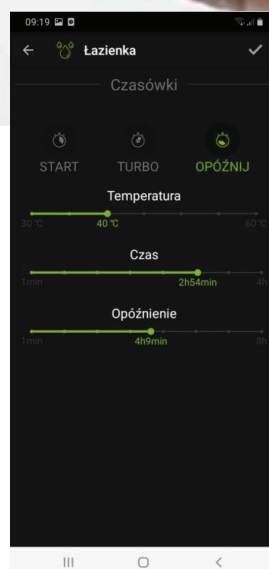 09:19
Łazienka
Czasówki
START TURBO OPÓŹNIJ
Temperatura
30 °C 40 °C 60 °C
Czas
1min 2h54min 4h
Opóźnienie
1min 4h9min 8h